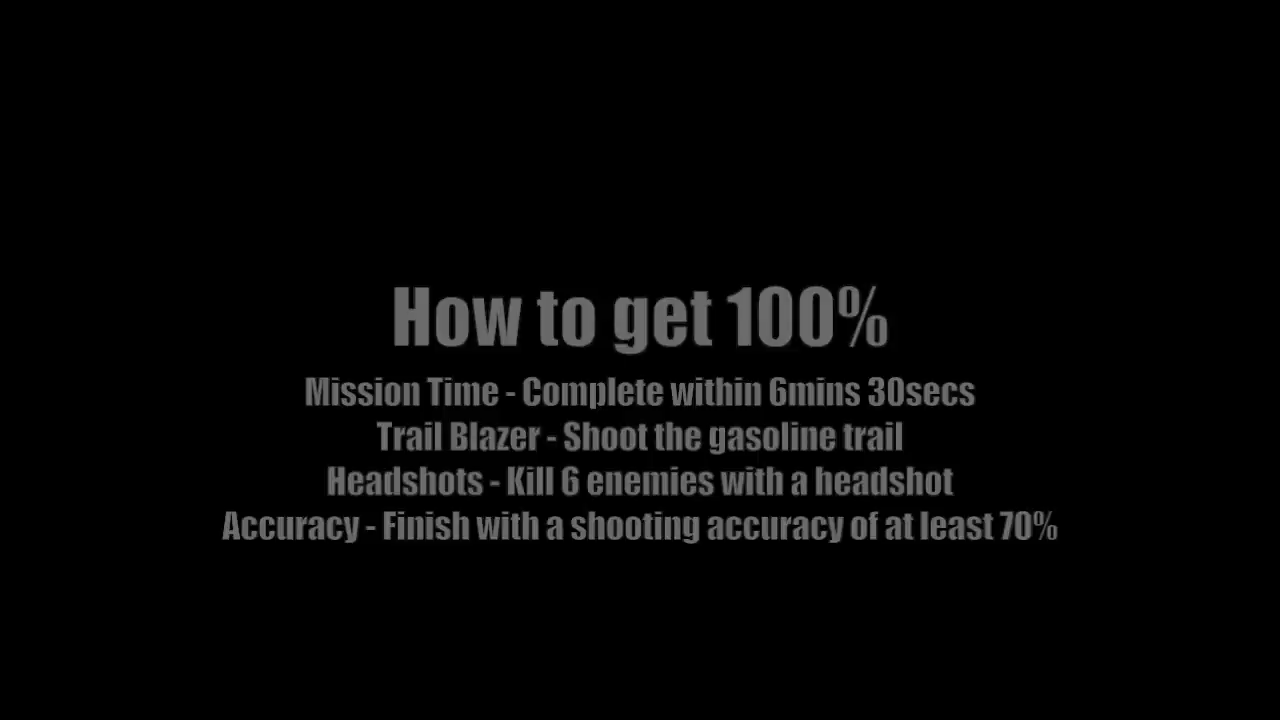 How to get 100%
Mission Time - Complete within 6mins 30secs
Trail Blazer - Shoot the gasoline trail
Headshots - Kill 6 enemies with a headshot
Accuracy - Finish with a shooting accuracy of at least 70%